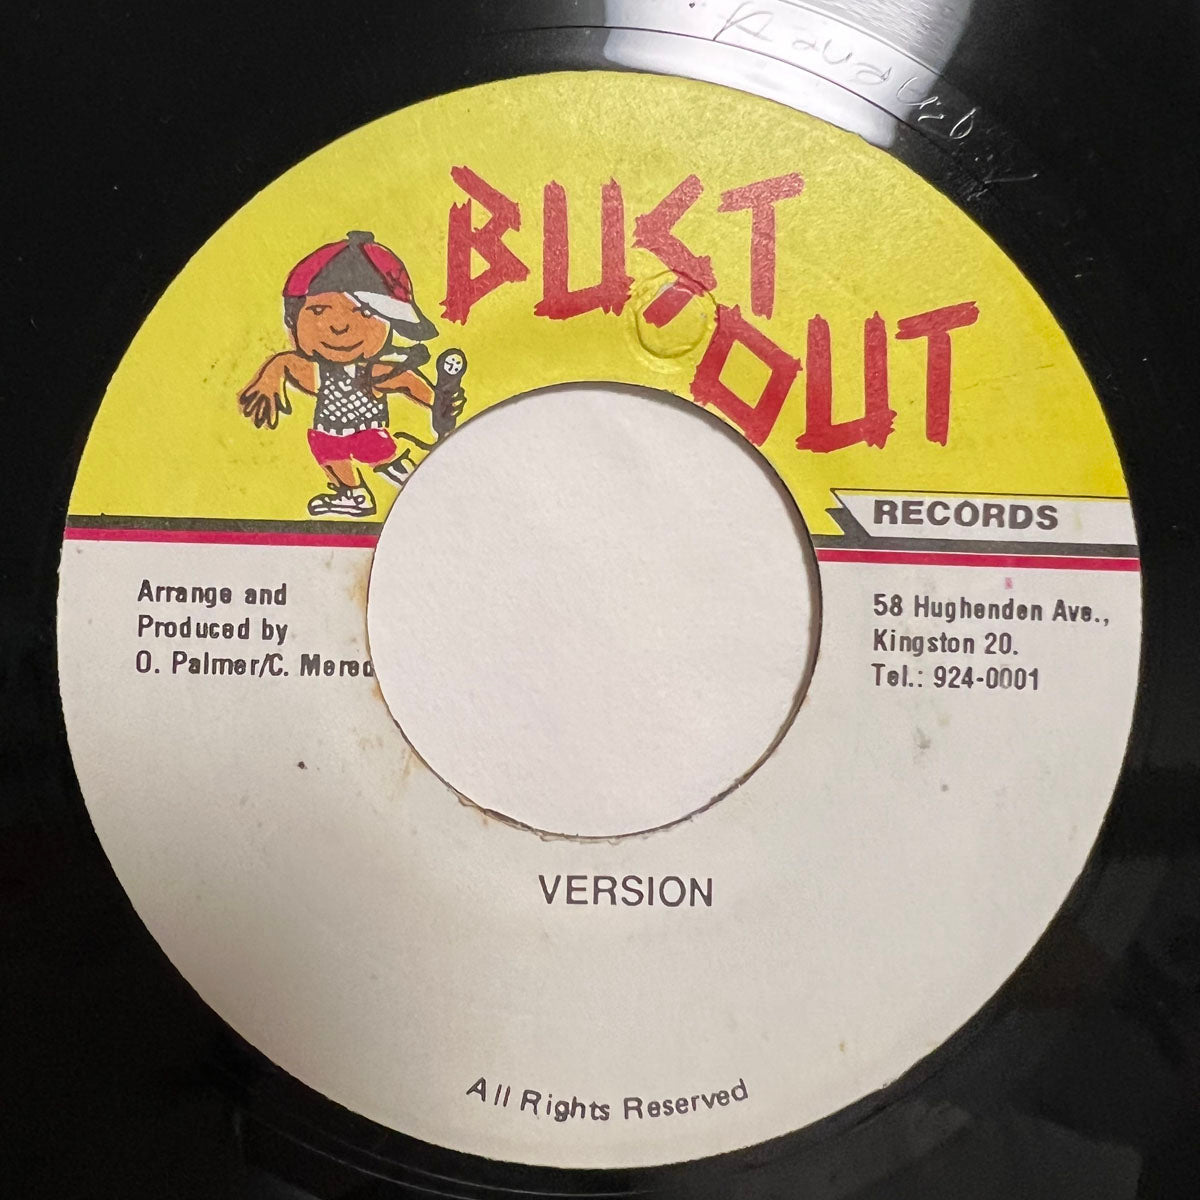 BUST
OUT
RECORDS
Arrange and
Produced by
O. Palmer/C. Mered
58 Hughenden Ave.,
Kingston 20.
Tel.: 924-0001
VERSION
All Rights Reserved